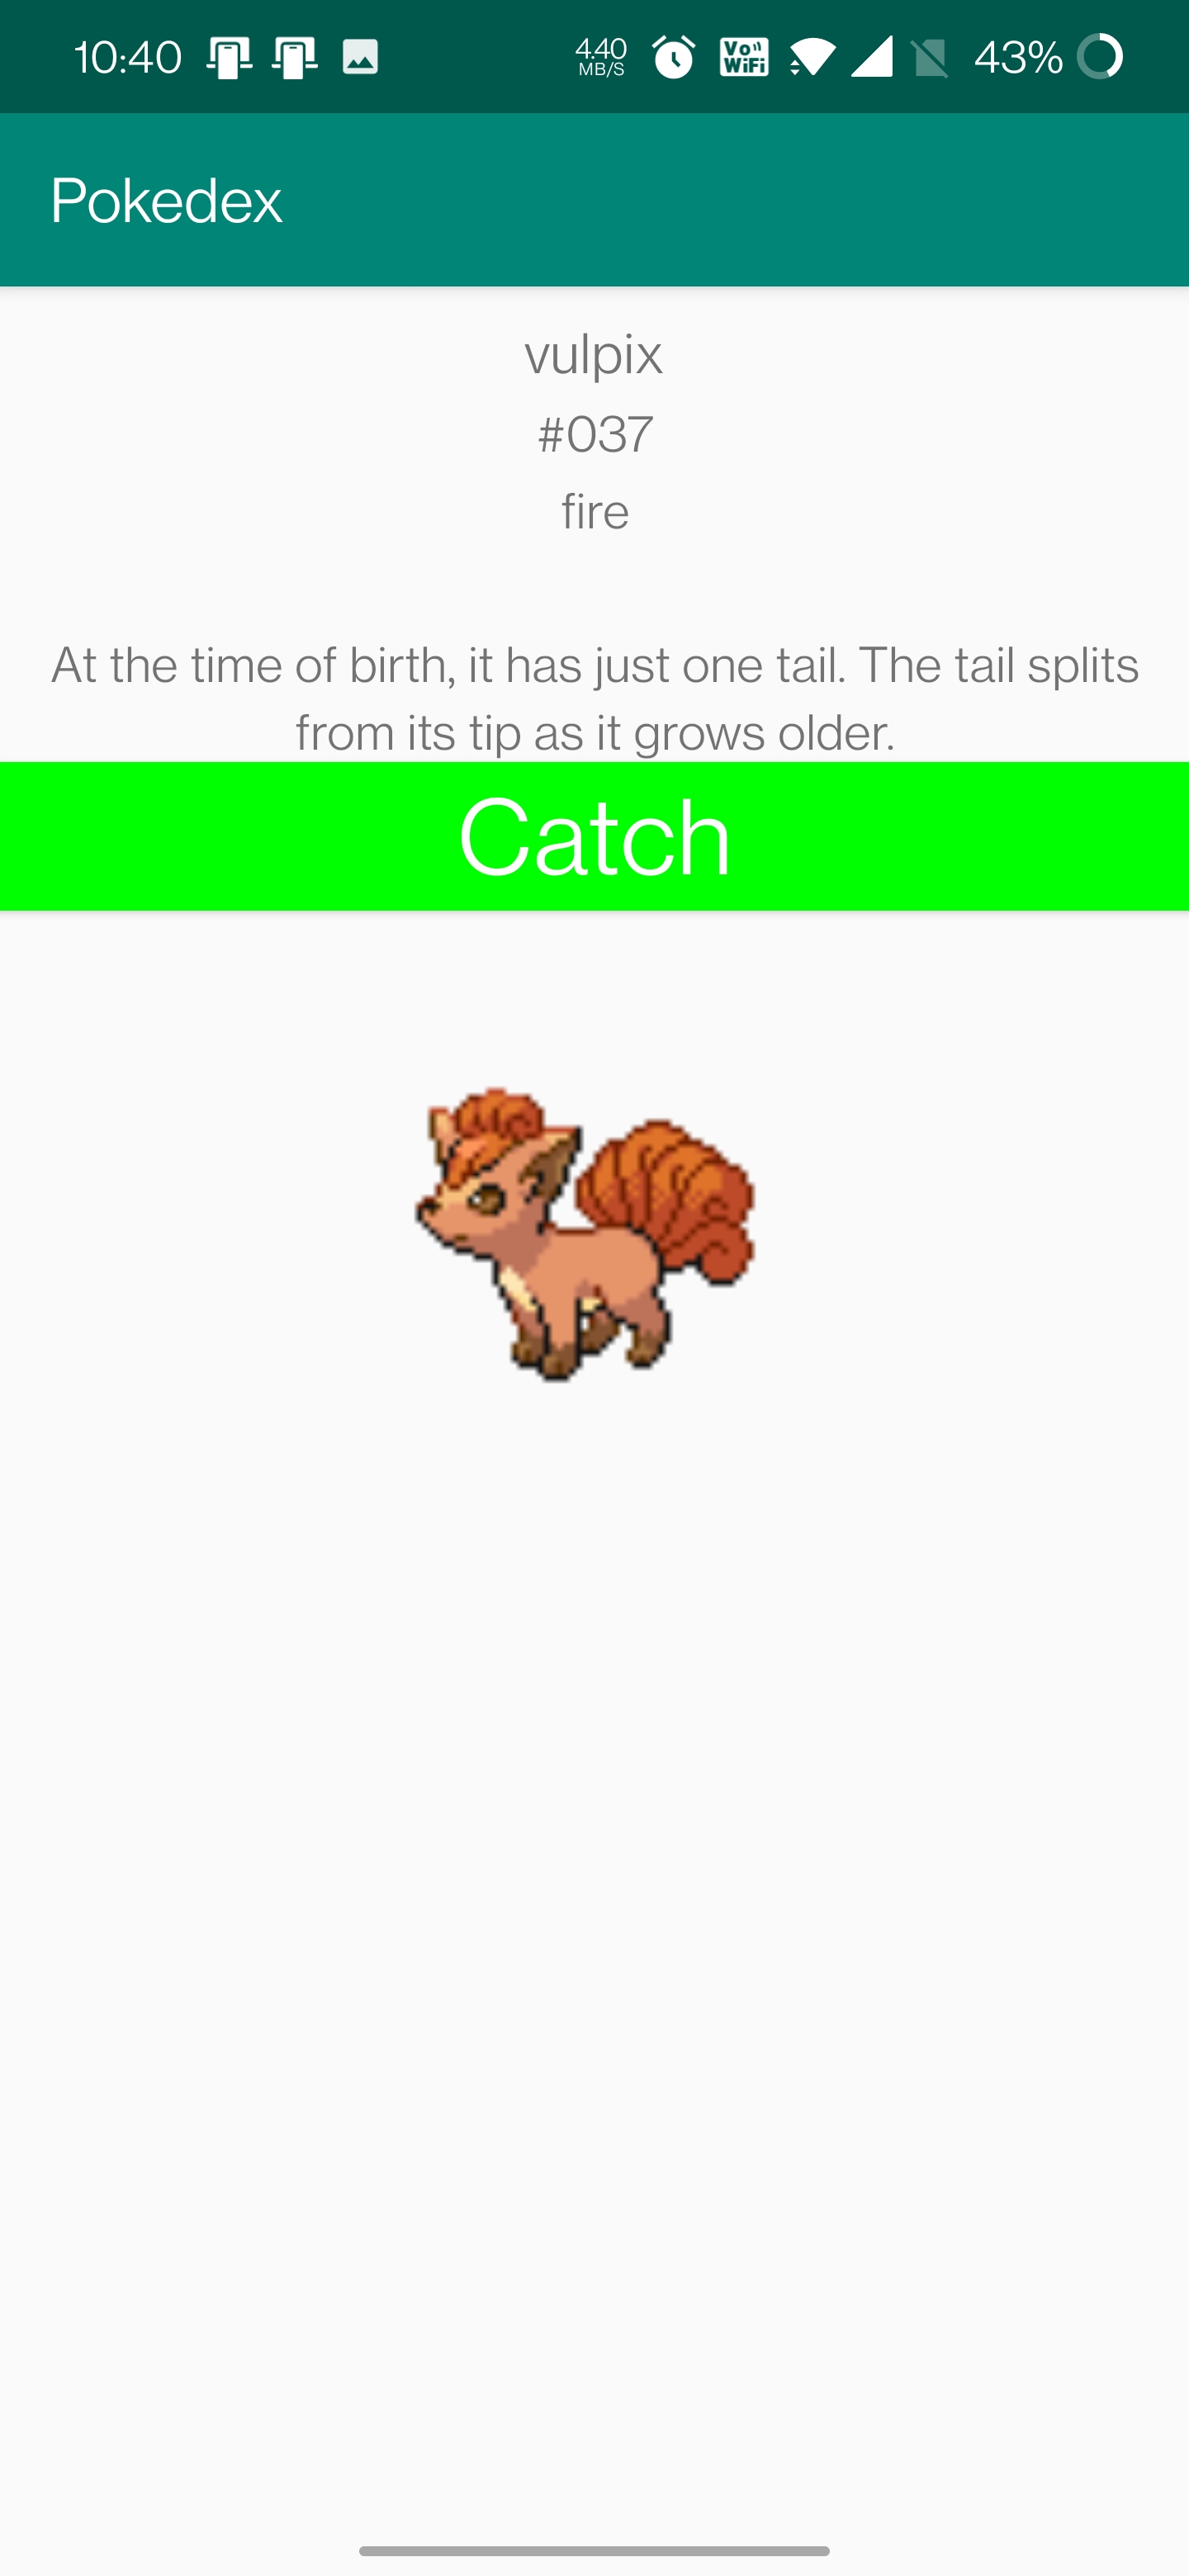 10:40
4.40
MB/S
Vo
WiFi
43%
Pokedex
vulpix
#037
fire
At the time of birth, it has just one tail. The tail splits
from its tip as it grows older.
Catch